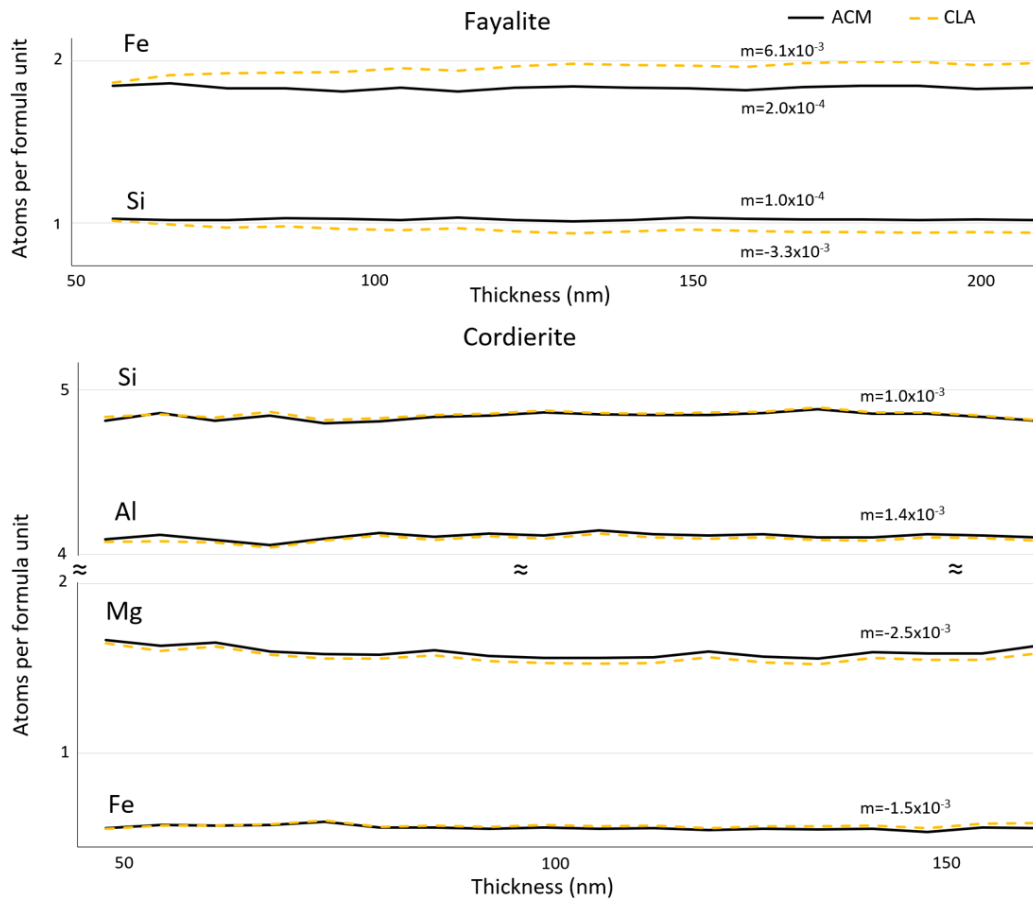 Fayalite
ACM
CLA
Fe
m=6.1x10⁻³
2
m=2.0x10⁻⁴
Atoms per formula unit
Si
m=1.0x10⁻⁴
1
m=-3.3x10⁻³
50 100 150 200
Thickness (nm)
Cordierite
Si
5
m=1.0x10⁻³
Al
m=1.4x10⁻³
4
≈ ≈ ≈
2
Atoms per formula unit
Mg
m=-2.5x10⁻³
1
Fe
m=-1.5x10⁻³
50 100 150
Thickness (nm)